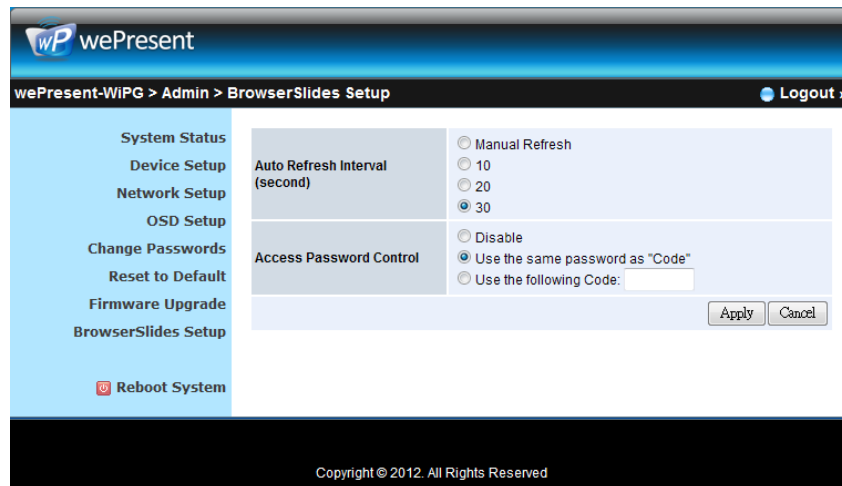 wP wePresent
wePresent-WiPG > Admin > BrowserSlides Setup
Logout
System Status
Device Setup
Network Setup
OSD Setup
Change Passwords
Reset to Default
Firmware Upgrade
BrowserSlides Setup
Reboot System
Auto Refresh Interval
(second)
Manual Refresh
10
20
30
Access Password Control
Disable
Use the same password as "Code"
Use the following Code:
Apply Cancel
Copyright © 2012. All Rights Reserved